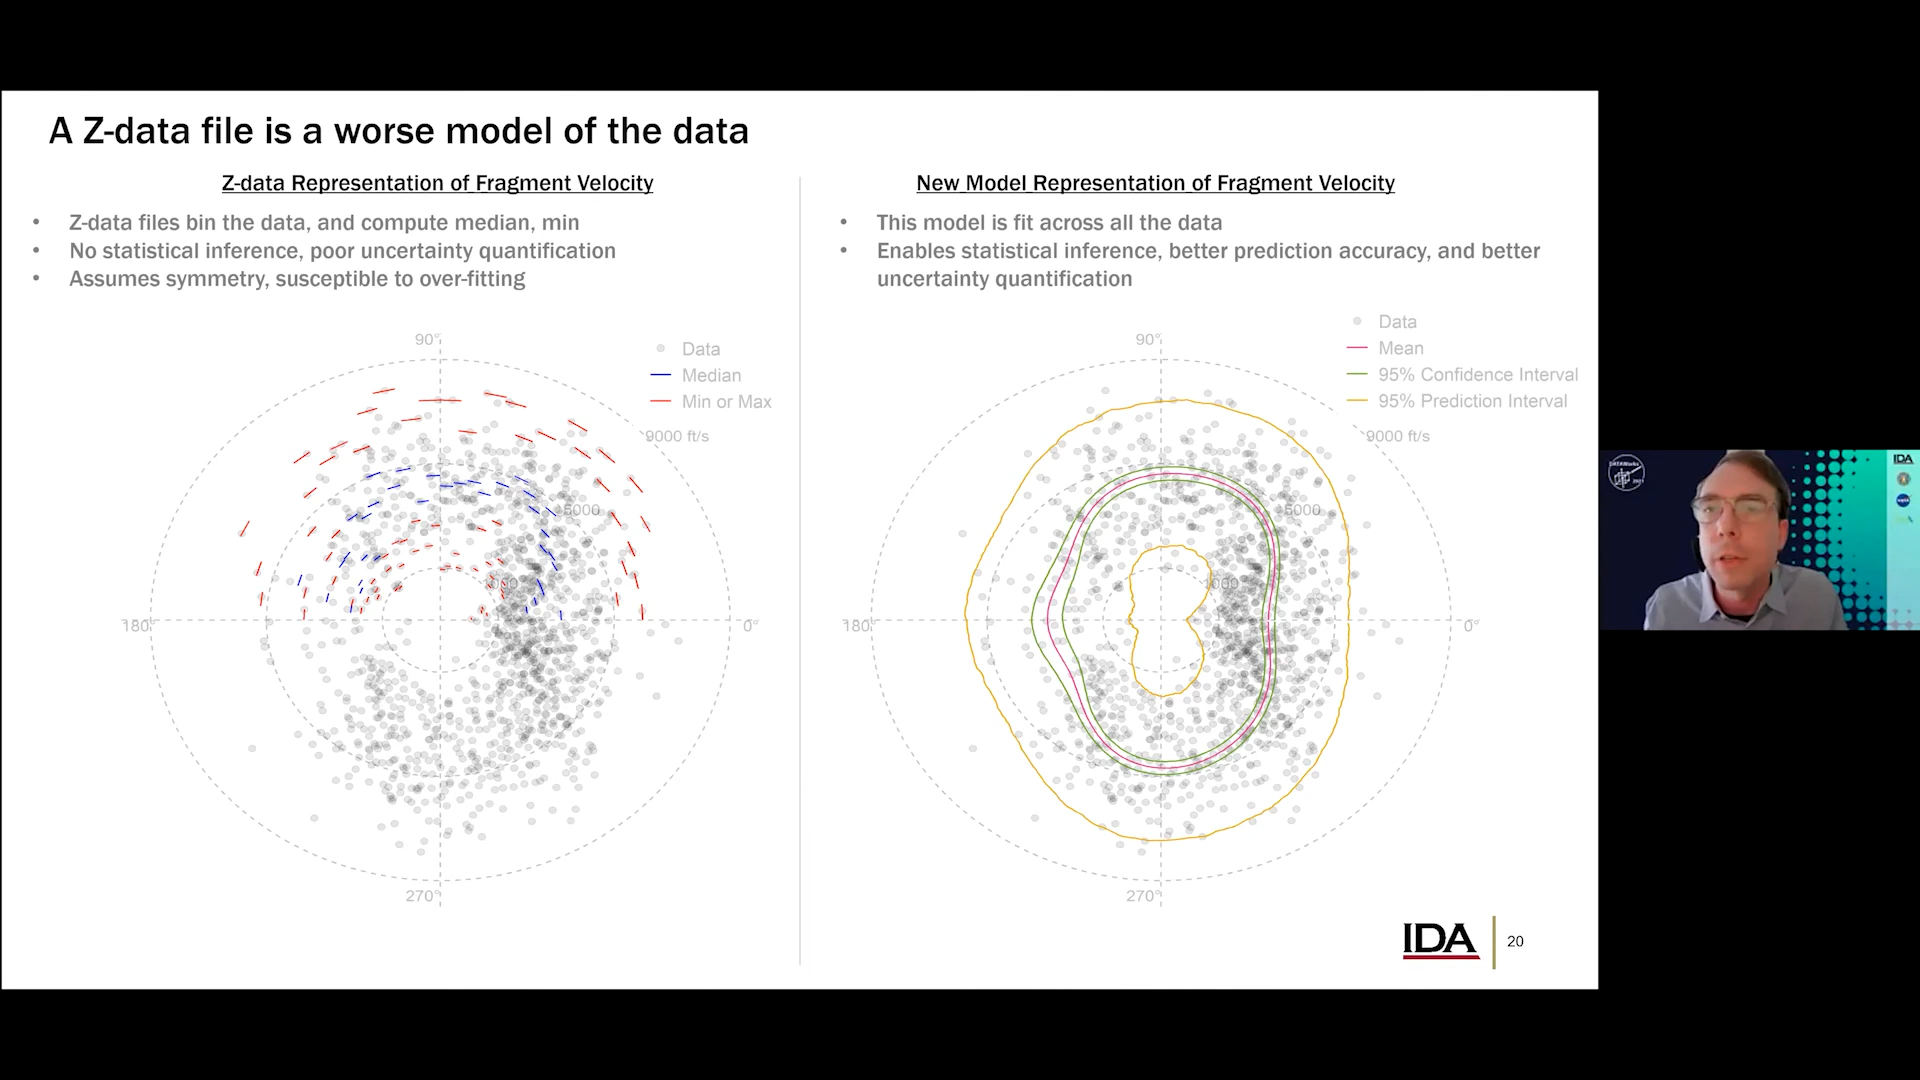 A Z-data file is a worse model of the data
Z-data Representation of Fragment Velocity
• Z-data files bin the data, and compute median, min
• No statistical inference, poor uncertainty quantification
• Assumes symmetry, susceptible to over-fitting
90°
Data
Median
Min or Max
9000 ft/s
5000
180°
0°
270°
New Model Representation of Fragment Velocity
• This model is fit across all the data
• Enables statistical inference, better prediction accuracy, and better
uncertainty quantification
90°
Data
Mean
95% Confidence Interval
95% Prediction Interval
9000 ft/s
5000
1000
180°
0°
270°
IDA
20
DATAWorks
IDA